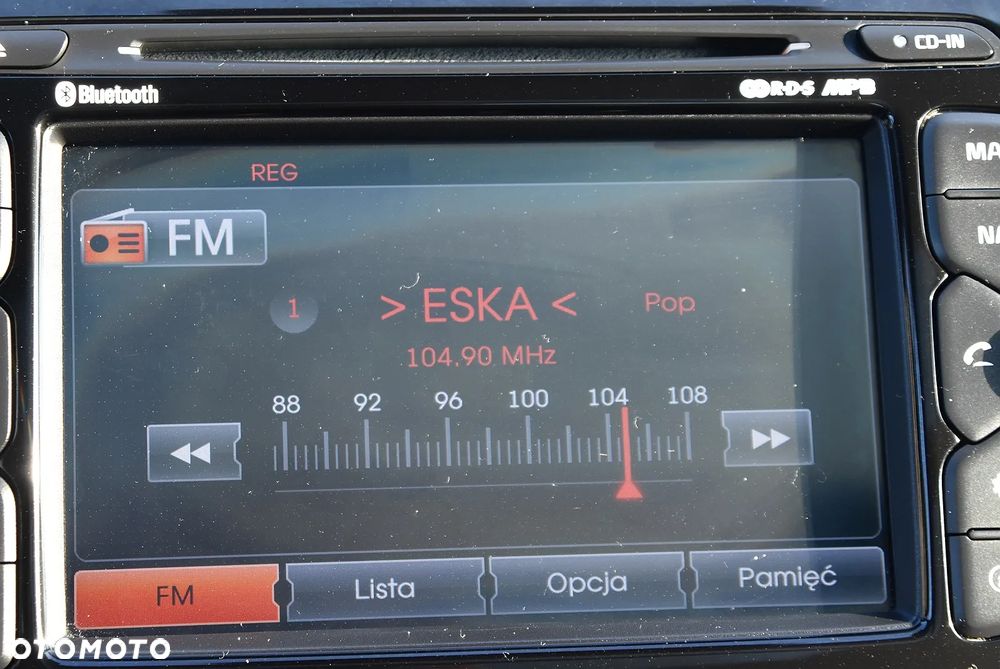 CD-IN
Bluetooth
R·D·S MP3
REG
FM
1 > ESKA < Pop
104.90 MHz
88 92 96 100 104 108
FM Lista Opcja Pamięć
OTOMOTO